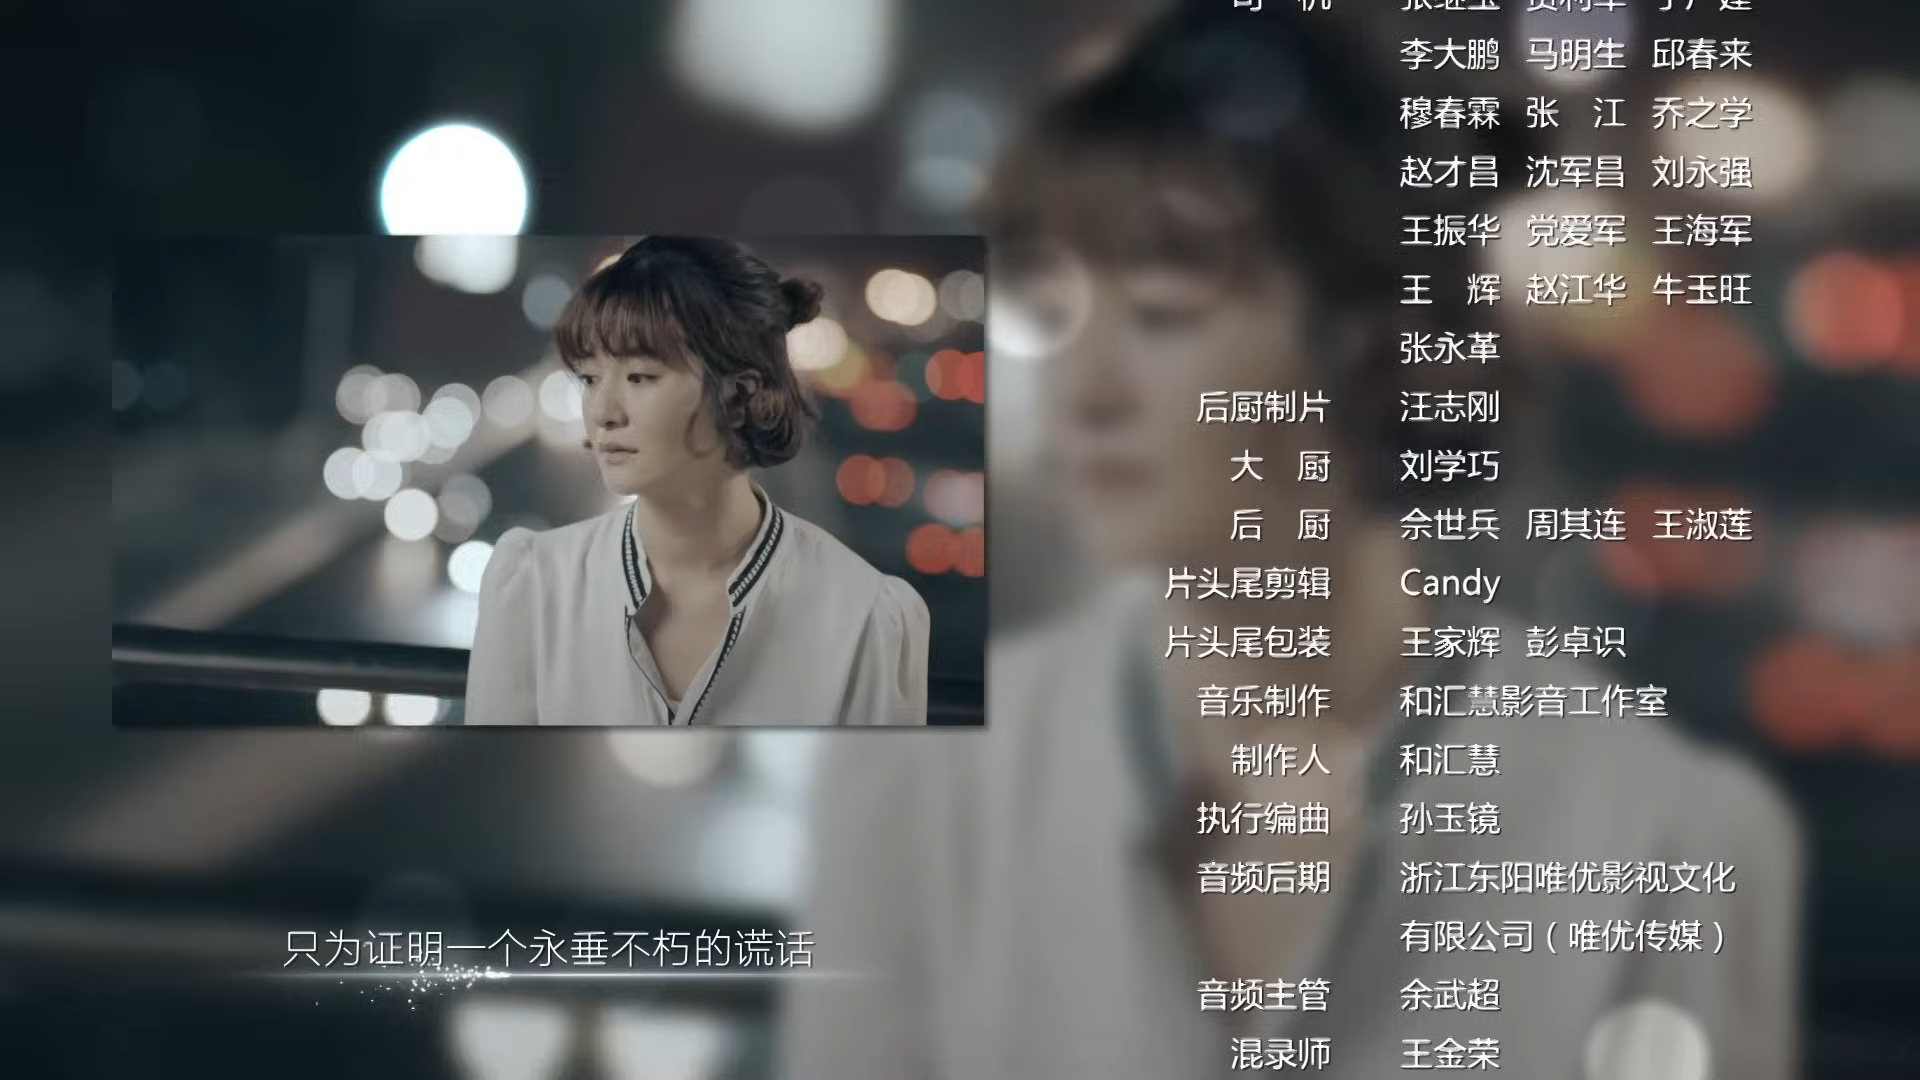 司 机
李大鹏 马明生 邱春来
穆春霖 张 江 乔之学
赵才昌 沈军昌 刘永强
王振华 党爱军 王海军
王 辉 赵江华 牛玉旺
张永革
后厨制片 汪志刚
大 厨 刘学巧
后 厨 佘世兵 周其连 王淑莲
片头尾剪辑 Candy
片头尾包装 王家辉 彭卓识
音乐制作 和汇慧影音工作室
制作人 和汇慧
执行编曲 孙玉镜
音频后期 浙江东阳唯优影视文化
有限公司（唯优传媒）
音频主管 余武超
混录师 王金荣
只为证明一个永垂不朽的谎话